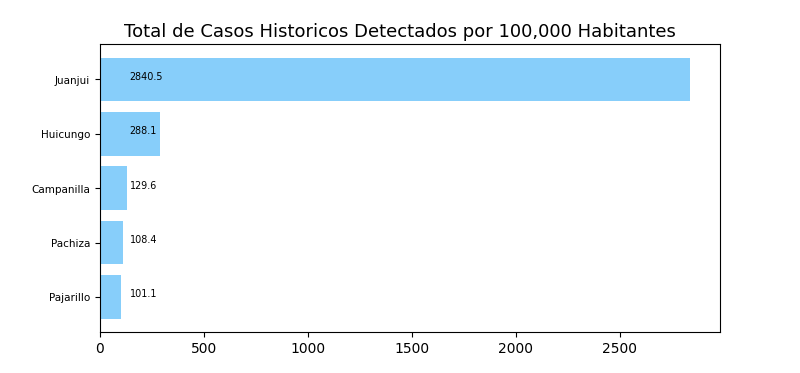 Total de Casos Historicos Detectados por 100,000 Habitantes
Juanjui 2840.5
Huicungo 288.1
Campanilla 129.6
Pachiza 108.4
Pajarillo 101.1
0 500 1000 1500 2000 2500